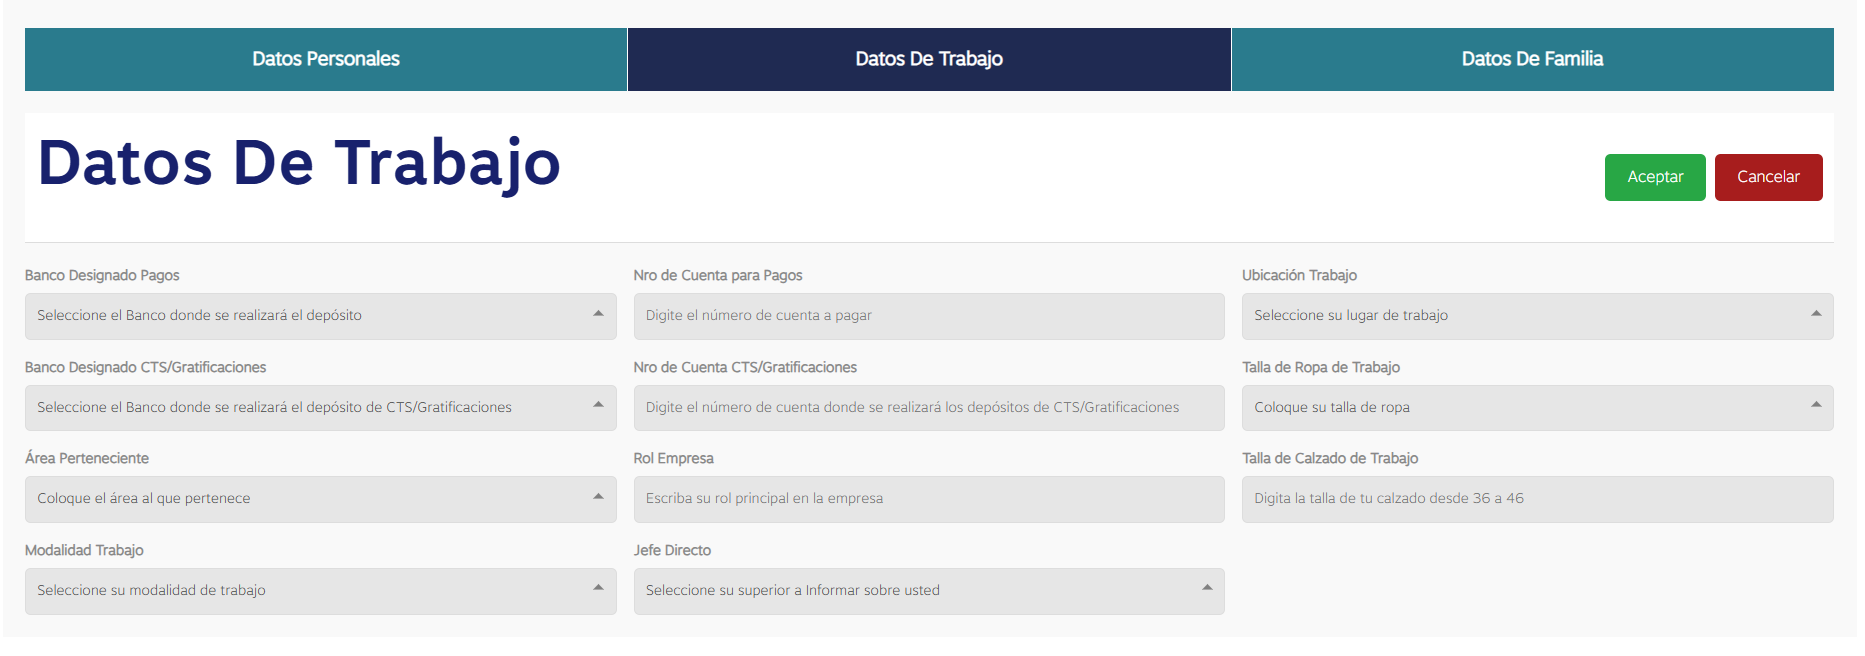 Datos Personales
Datos De Trabajo
Datos De Familia
Datos De Trabajo
Aceptar
Cancelar
Banco Designado Pagos
Nro de Cuenta para Pagos
Ubicación Trabajo
Seleccione el Banco donde se realizará el depósito
Digite el número de cuenta a pagar
Seleccione su lugar de trabajo
Banco Designado CTS/Gratificaciones
Nro de Cuenta CTS/Gratificaciones
Talla de Ropa de Trabajo
Seleccione el Banco donde se realizará el depósito de CTS/Gratificaciones
Digite el número de cuenta donde se realizará los depósitos de CTS/Gratificaciones
Coloque su talla de ropa
Área Perteneciente
Rol Empresa
Talla de Calzado de Trabajo
Coloque el área al que pertenece
Escriba su rol principal en la empresa
Digita la talla de tu calzado desde 36 a 46
Modalidad Trabajo
Jefe Directo
Seleccione su modalidad de trabajo
Seleccione su superior a Informar sobre usted